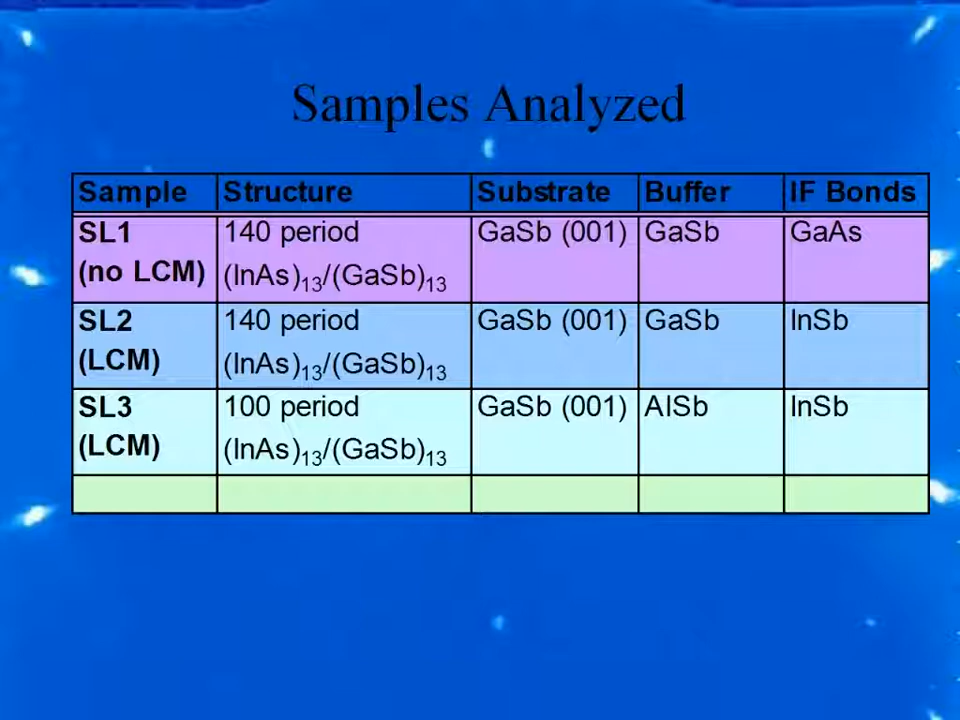 Samples Analyzed
Sample Structure Substrate Buffer IF Bonds
SL1 140 period GaSb (001) GaSb GaAs
(no LCM) (InAs)₁₃/(GaSb)₁₃
SL2 140 period GaSb (001) GaSb InSb
(LCM) (InAs)₁₃/(GaSb)₁₃
SL3 100 period GaSb (001) AlSb InSb
(LCM) (InAs)₁₃/(GaSb)₁₃